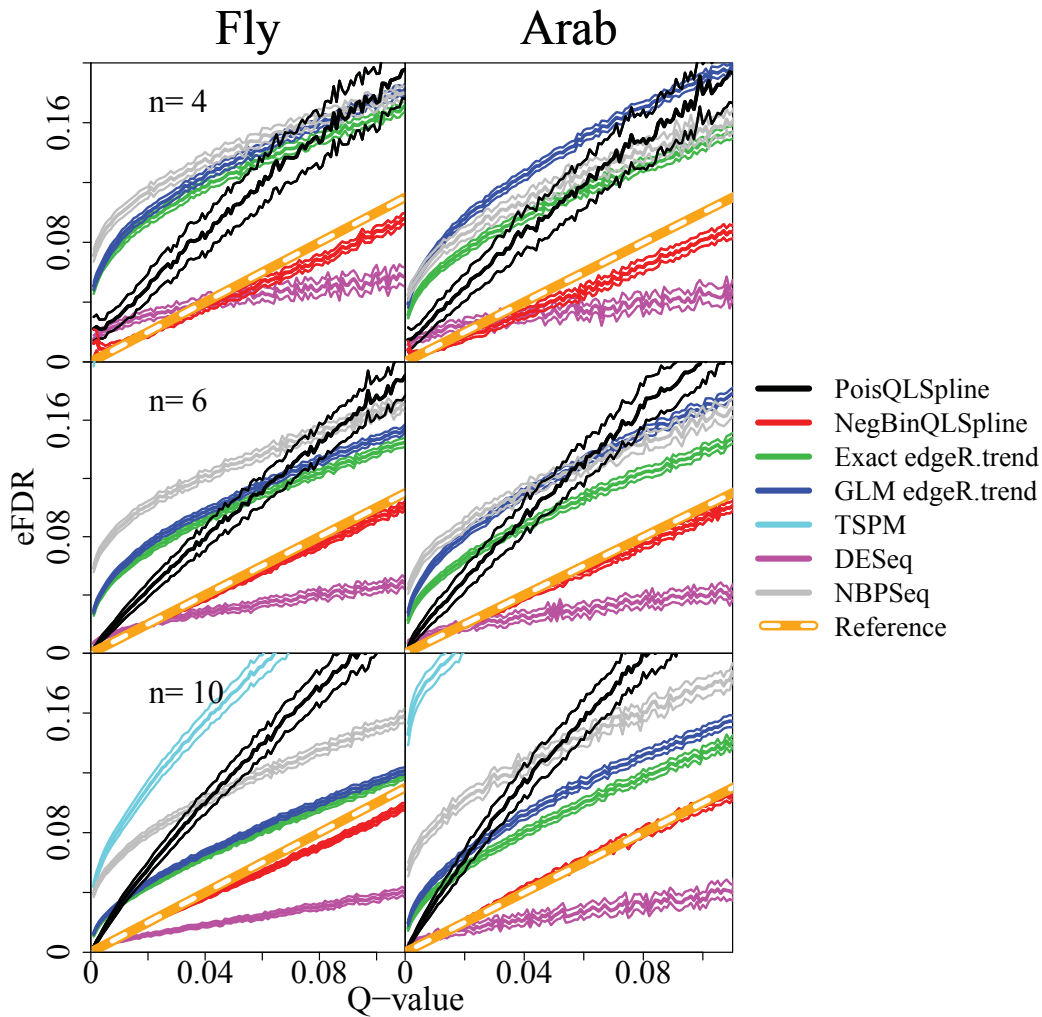 Fly Arab
n= 4
0.16
0.08
0
n= 6
0.16
0.08
0
n= 10
0.16
0.08
0
eFDR
0 0.04 0.08 0 0.04 0.08
Q−value
PoisQLSpline
NegBinQLSpline
Exact edgeR.trend
GLM edgeR.trend
TSPM
DESeq
NBPSeq
Reference